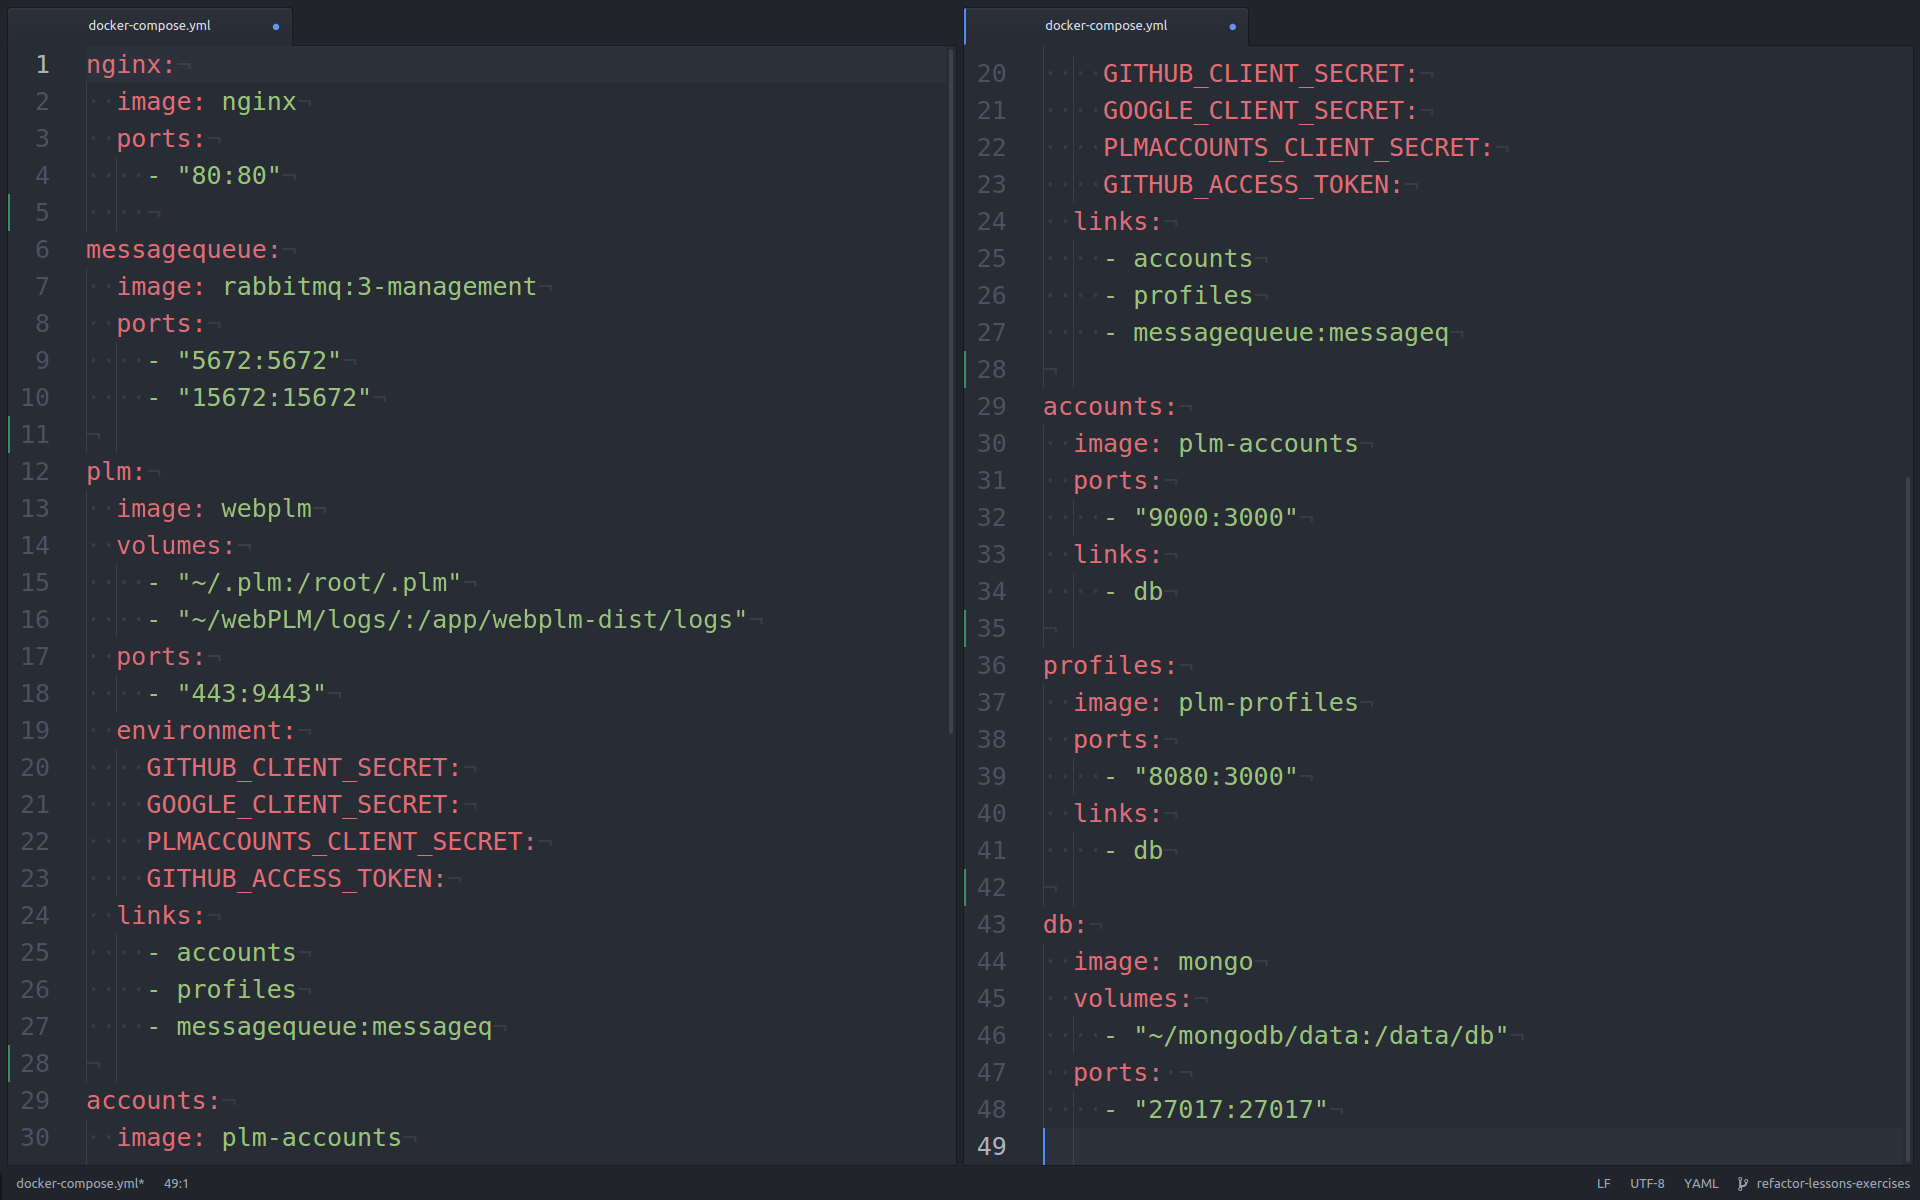 docker-compose.yml
1 nginx:
2 image: nginx
3 ports:
4 - "80:80"
5
6 messagequeue:
7 image: rabbitmq:3-management
8 ports:
9 - "5672:5672"
10 - "15672:15672"
11
12 plm:
13 image: webplm
14 volumes:
15 - "~/.plm:/root/.plm"
16 - "~/webPLM/logs/:/app/webplm-dist/logs"
17 ports:
18 - "443:9443"
19 environment:
20 GITHUB_CLIENT_SECRET:
21 GOOGLE_CLIENT_SECRET:
22 PLMACCOUNTS_CLIENT_SECRET:
23 GITHUB_ACCESS_TOKEN:
24 links:
25 - accounts
26 - profiles
27 - messagequeue:messageq
28
29 accounts:
30 image: plm-accounts
docker-compose.yml
20 GITHUB_CLIENT_SECRET:
21 GOOGLE_CLIENT_SECRET:
22 PLMACCOUNTS_CLIENT_SECRET:
23 GITHUB_ACCESS_TOKEN:
24 links:
25 - accounts
26 - profiles
27 - messagequeue:messageq
28
29 accounts:
30 image: plm-accounts
31 ports:
32 - "9000:3000"
33 links:
34 - db
35
36 profiles:
37 image: plm-profiles
38 ports:
39 - "8080:3000"
40 links:
41 - db
42
43 db:
44 image: mongo
45 volumes:
46 - "~/mongodb/data:/data/db"
47 ports:
48 - "27017:27017"
49
docker-compose.yml* 49:1 LF UTF-8 YAML refactor-lessons-exercises